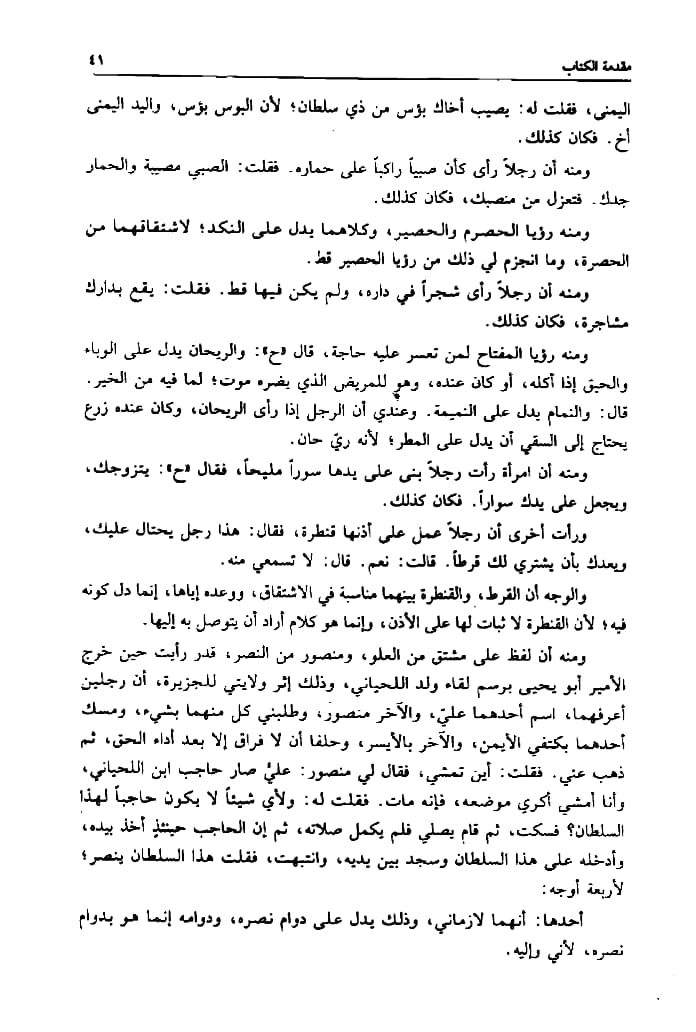 مقدمة الكتاب ٤١
اليمنى، فقلت له: يصيب أخاك بؤس من ذي سلطان؛ لأن البوس بؤس، واليد اليمنى
أخ. فكان كذلك.
ومنه أن رجلاً رأى كأن صبياً راكباً على حماره. فقلت: الصبي مصيبة والحمار
جدك. فتعزل من منصبك، فكان كذلك.
ومنه رؤيا الحصرم والحصير، وكلاهما يدل على النكد؛ لاشتقاقهما من
الحصرة، وما انجزم لي ذلك من رؤيا الحصير قط.
ومنه أن رجلاً رأى شجراً في داره، ولم يكن فيها قط. فقلت: يقع بدارك
مشاجرة، فكان كذلك.
ومنه رؤيا المفتاح لمن تعسر عليه حاجة، قال «ح»: والريحان يدل على الوباء
والحبق إذا أكله، أو كان عنده، وهو للمريض الذي يضره موت؛ لما فيه من الخير.
قال: والنمام يدل على النميمة. وعندي أن الرجل إذا رأى الريحان، وكان عنده زرع
يحتاج إلى السقي أن يدل على المطر؛ لأنه ريّ حان.
ومنه أن امرأة رأت رجلاً بنى على يدها سوراً مليحاً، فقال «ح»: يتزوجك،
ويجعل على يدك سواراً. فكان كذلك.
ورأت أخرى أن رجلاً عمل على أذنها قنطرة، فقال: هذا رجل يحتال عليك،
ويعدك بأن يشتري لك قرطاً. قالت: نعم. قال: لا تسمعي منه.
والوجه أن القرط، والقنطرة بينهما مناسبة في الاشتقاق، ووعده إياها، إنما دل كونه
فيه؛ لأن القنطرة لا ثبات لها على الأذن، وإنما هو كلام أراد أن يتوصل به إليها.
ومنه أن لفظ على مشتق من العلو، ومنصور من النصر، قدر رأيت حين خرج
الأمير أبو يحيى برسم لقاء ولد اللحياني، وذلك إثر ولايتي للجزيرة، أن رجلين
أعرفهما، اسم أحدهما عليّ، والآخر منصور، وطلبني كل منهما بشيء، ومسك
أحدهما بكتفي الأيمن، والآخر بالأيسر، وحلفا أن لا فراق إلا بعد أداء الحق، ثم
ذهب عني. فقلت: أين تمشي، فقال لي منصور: عليُّ صار حاجب ابن اللحياني،
وأنا أمشي أكري موضعه، فإنه مات. فقلت له: ولأي شيئاً لا يكون حاجباً لهذا
السلطان؟ فسكت، ثم قام يصلي فلم يكمل صلاته، ثم إن الحاجب حينئذٍ أخذ بيده،
وأدخله على هذا السلطان وسجد بين يديه، وانتبهت، فقلت هذا السلطان ينصر؛
لأربعة أوجه:
أحدها: أنهما لازماني، وذلك يدل على دوام نصره، ودوامه إنما هو بدوام
نصره، لأني وإليه.